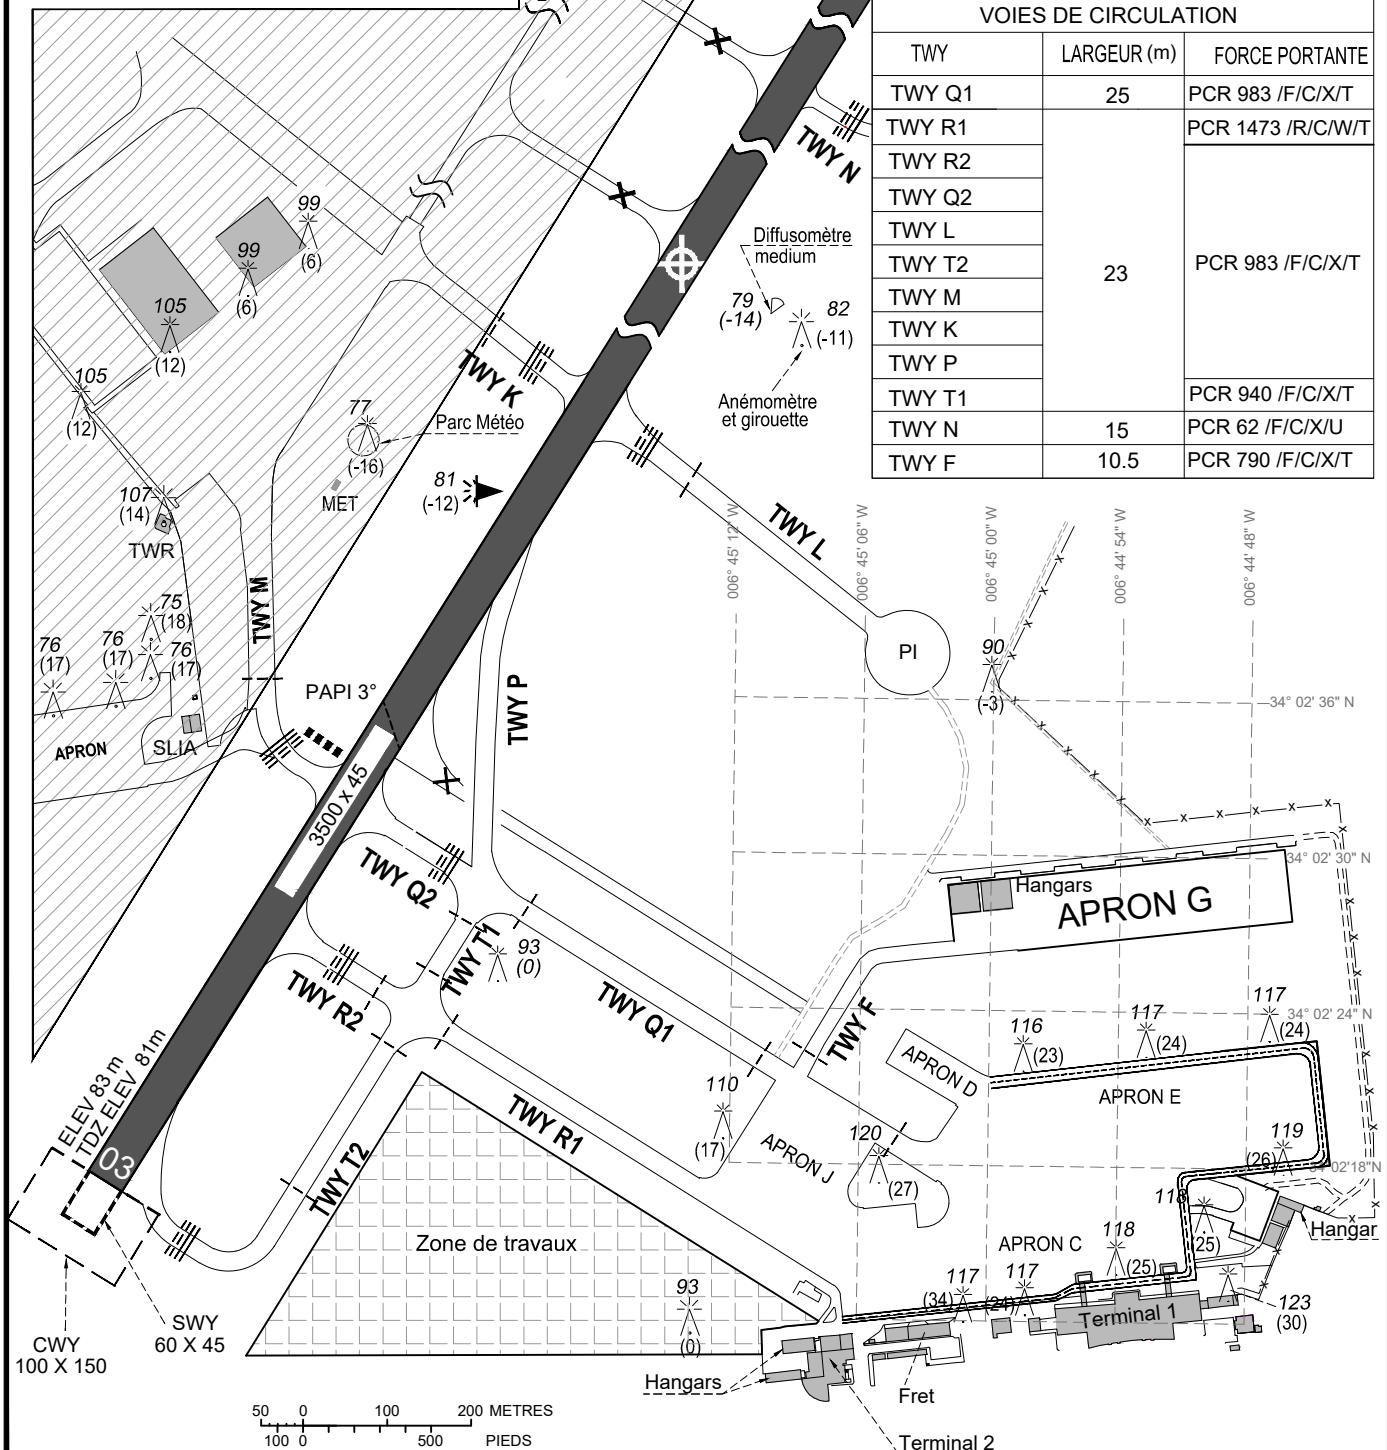 VOIES DE CIRCULATION
TWY LARGEUR (m) FORCE PORTANTE
TWY Q1 25 PCR 983 /F/C/X/T
TWY R1 PCR 1473 /R/C/W/T
TWY R2
TWY Q2
TWY L
TWY T2 23 PCR 983 /F/C/X/T
TWY M
TWY K
TWY P
TWY T1 PCR 940 /F/C/X/T
TWY N 15 PCR 62 /F/C/X/U
TWY F 10.5 PCR 790 /F/C/X/T
TWY N
99
(6)
99
(6)
105
(12)
105
(12)
Diffusomètre
medium
79
(-14)
82
(-11)
Anémomètre
et girouette
TWY K
77
(-16)
Parc Météo
MET
81
(-12)
107
(14)
TWR
TWY L
006° 45' 12" W
006° 45' 06" W
006° 45' 00" W
006° 44' 54" W
006° 44' 48" W
TWY M
75
(18)
76
(17)
76
(17)
76
(17)
APRON
SLIA
PAPI 3°
TWY P
PI
90
(-3)
34° 02' 36" N
3500 x 45
TWY Q2
34° 02' 30" N
Hangars
APRON G
TWY T1
93
(0)
TWY R2
TWY Q1
TWY F
APRON D
116
(23)
117
(24)
117
(24)
34° 02' 24" N
APRON E
ELEV 83 m
TDZ ELEV 81m
03
TWY R1
110
(17)
APRON J
120
(27)
119
(26)
34° 02'18"N
TWY T2
Zone de travaux
118
(25)
Hangar
APRON C
118
(25)
117
(34)
117
(24)
93
(0)
Terminal 1
123
(30)
CWY
100 X 150
SWY
60 X 45
Hangars
Fret
Terminal 2
50 0 100 200 METRES
100 0 500 PIEDS